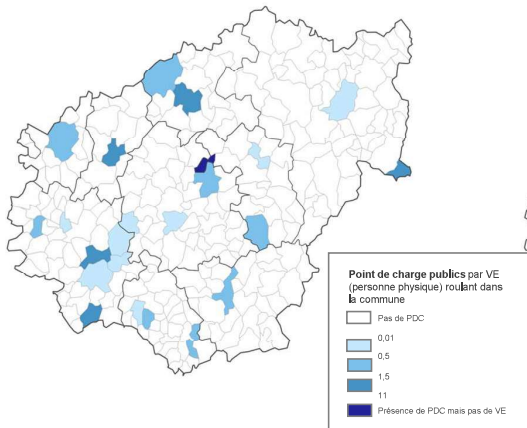 Point de charge publics par VE
(personne physique) roulant dans
la commune
Pas de PDC
0,01
0,5
1,5
11
Présence de PDC mais pas de VE